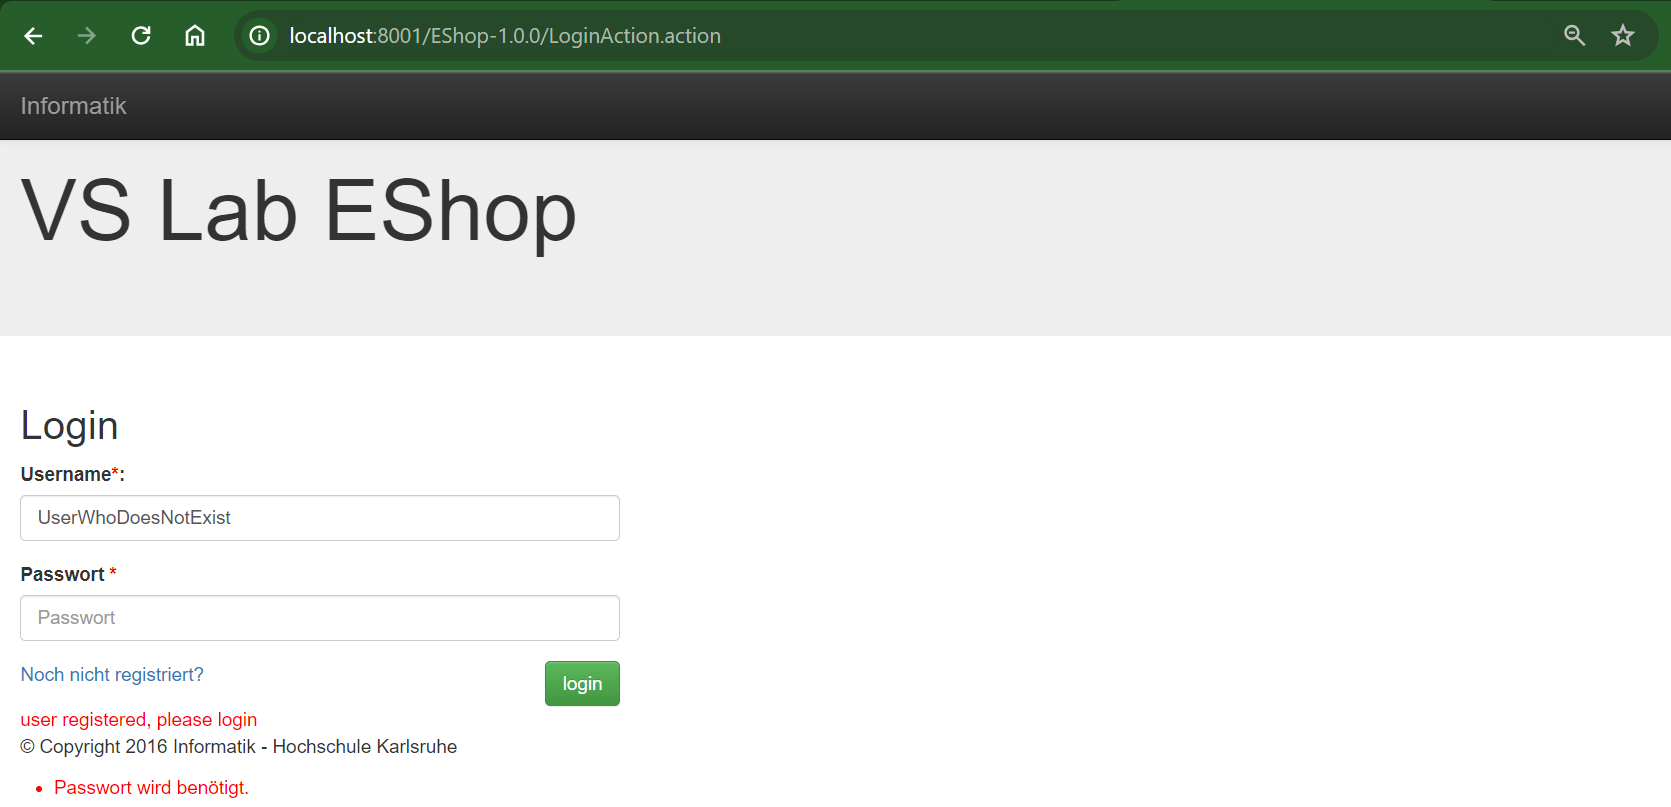 localhost:8001/EShop-1.0.0/LoginAction.action
Informatik
VS Lab EShop
Login
Username*:
UserWhoDoesNotExist
Passwort *
Passwort
Noch nicht registriert?
login
user registered, please login
© Copyright 2016 Informatik - Hochschule Karlsruhe
• Passwort wird benötigt.